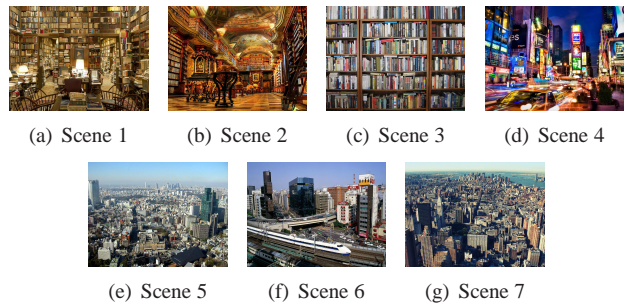 (a) Scene 1
(b) Scene 2
(c) Scene 3
(d) Scene 4
(e) Scene 5
(f) Scene 6
(g) Scene 7